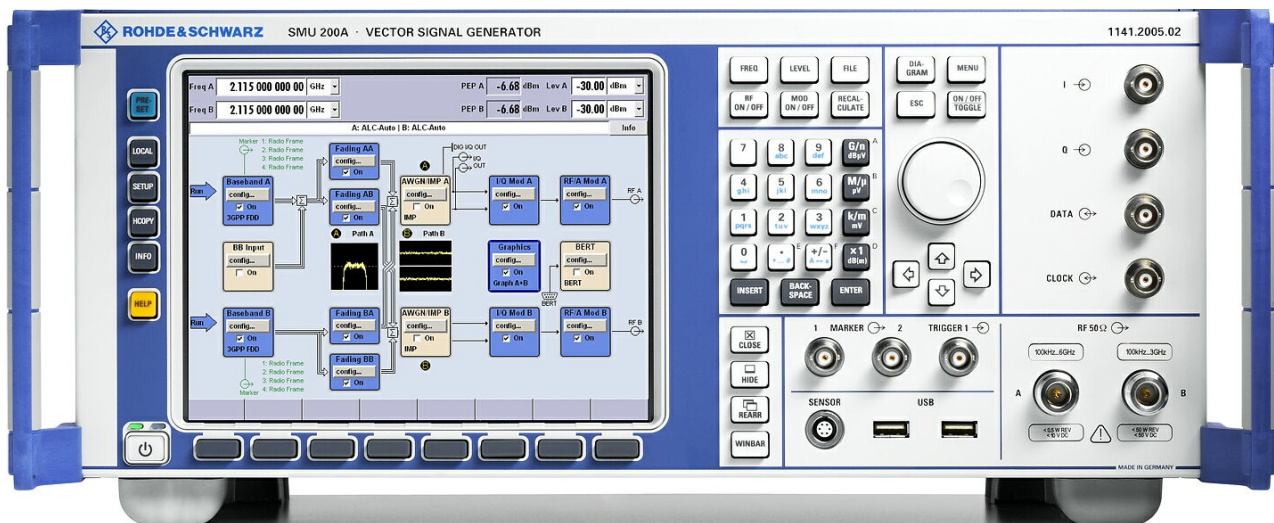 ROHDE & SCHWARZ SMU 200A · VECTOR SIGNAL GENERATOR 1141.2005.02
PRE-
SET
LOCAL
SETUP
HCOPY
INFO
HELP
Freq A 2.115 000 000 00 GHz PEP A -6.68 dBm Lev A -30.00 dBm
Freq B 2.115 000 000 00 GHz PEP B -6.68 dBm Lev B -30.00 dBm
A: ALC-Auto | B: ALC-Auto Info
Marker 1: Radio Frame
2: Radio Frame
3: Radio Frame
4: Radio Frame
Run
Baseband A
config...
On
3GPP FDD
BB Input
config...
On
Run
Baseband B
config...
On
3GPP FDD
1: Radio Frame
2: Radio Frame
3: Radio Frame
4: Radio Frame
Marker
Fading AA
config...
On
Fading AB
config...
On
A Path A
B Path B
Fading BA
config...
On
Fading BB
config...
On
A
DIG I/Q OUT
I/Q
OUT
AWGN/IMP A
config...
On
IMP
AWGN/IMP B
config...
On
IMP
B
I/Q Mod A
config...
On
RF/A Mod A
config...
On
RF A
Graphics
config...
On
Graph A+B
BERT
config...
On
BERT
BERT
I/Q Mod B
config...
On
RF/A Mod B
config...
On
RF B
FREQ LEVEL FILE
RF
ON / OFF
MOD
ON / OFF
RECAL-
CULATE
DIA-
GRAM
MENU
ESC
ON / OFF
TOGGLE
7 8 abc 9 def G/n dBµV A
4 ghi 5 jkl 6 mno M/µ µV B
1 pqrs 2 tuv 3 wxyz k/m mV C
0 . E +/- F x1 dB(m) D
INSERT
BACK-
SPACE
ENTER
I
Q
DATA
CLOCK
CLOSE
HIDE
REARR
WINBAR
1 MARKER 2 TRIGGER 1
SENSOR USB
RF 50 Ω
100kHz...6GHz 100kHz...3GHz
A B
< 0.5 W REV
< 10 V DC
< 50 W REV
< 50 V DC
MADE IN GERMANY